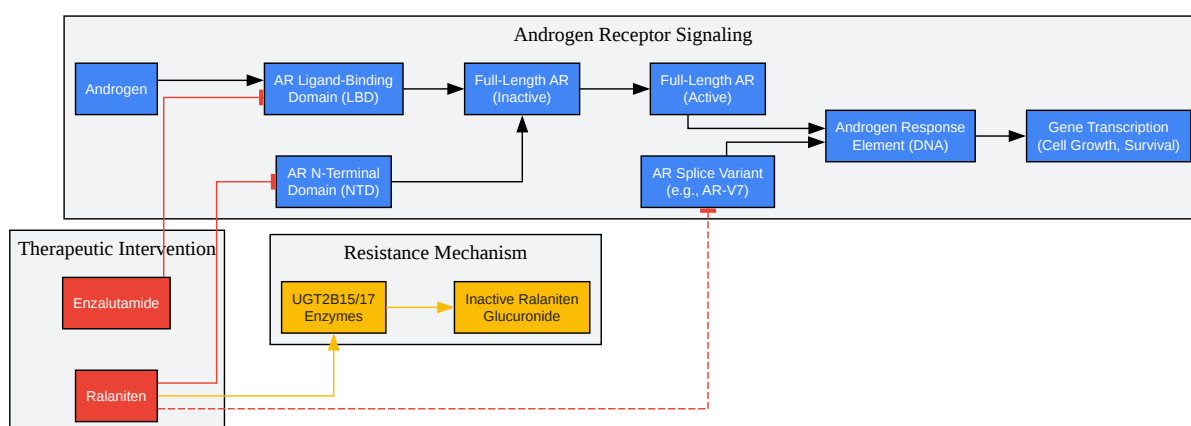 Androgen Receptor Signaling
Androgen
AR Ligand-Binding
Domain (LBD)
Full-Length AR
(Inactive)
Full-Length AR
(Active)
Androgen Response
Element (DNA)
Gene Transcription
(Cell Growth, Survival)
AR N-Terminal
Domain (NTD)
AR Splice Variant
(e.g., AR-V7)
Therapeutic Intervention
Enzalutamide
Ralaniten
Resistance Mechanism
UGT2B15/17
Enzymes
Inactive Ralaniten
Glucuronide